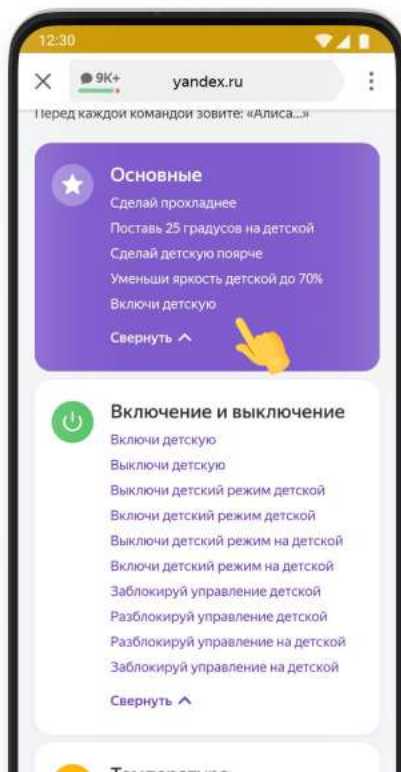 12:30
9K+ yandex.ru
Перед каждой командой зовите: «Алиса...»
Основные
Сделай прохладнее
Поставь 25 градусов на детской
Сделай детскую поярче
Уменьши яркость детской до 70%
Включи детскую
Свернуть
Включение и выключение
Включи детскую
Выключи детскую
Выключи детский режим детской
Включи детский режим детской
Выключи детский режим на детской
Включи детский режим на детской
Заблокируй управление детской
Разблокируй управление детской
Разблокируй управление на детской
Заблокируй управление на детской
Свернуть